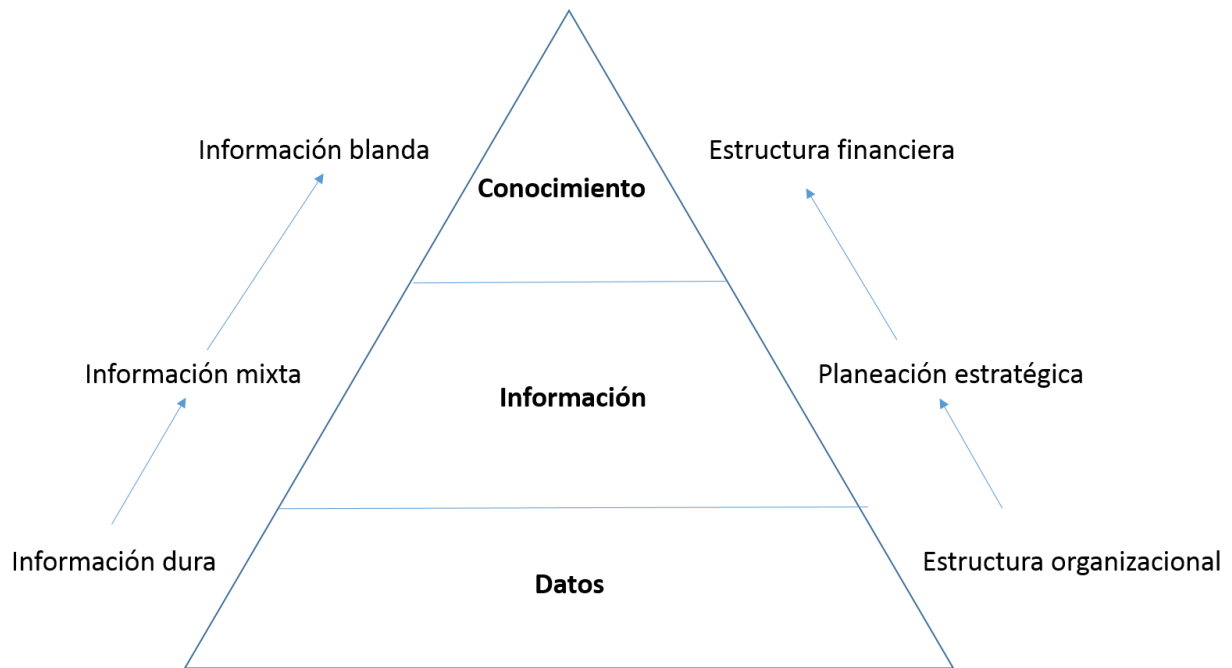 Información blanda
Estructura financiera
Conocimiento
Información mixta
Planeación estratégica
Información
Información dura
Estructura organizacional
Datos